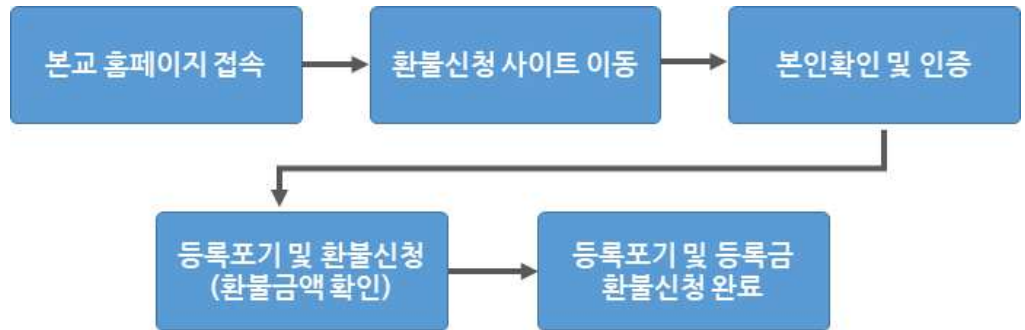 본교 홈페이지 접속
환불신청 사이트 이동
본인확인 및 인증
등록포기 및 환불신청
(환불금액 확인)
등록포기 및 등록금
환불신청 완료